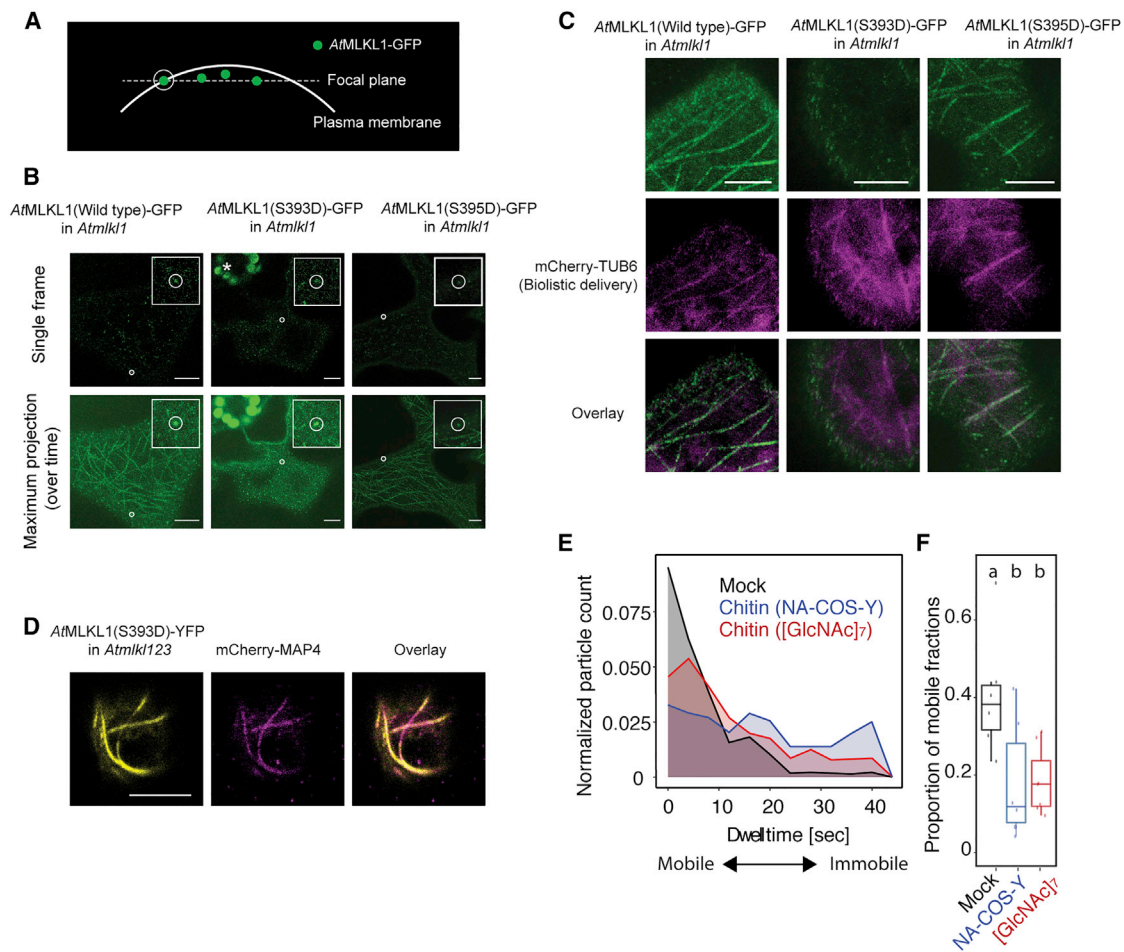 A
AtMLKL1-GFP
Focal plane
Plasma membrane
B
AtMLKL1(Wild type)-GFP
in Atmlkl1
AtMLKL1(S393D)-GFP
in Atmlkl1
AtMLKL1(S395D)-GFP
in Atmlkl1
Single frame
*
Maximum projection
(over time)
C
AtMLKL1(Wild type)-GFP
in Atmlkl1
AtMLKL1(S393D)-GFP
in Atmlkl1
AtMLKL1(S395D)-GFP
in Atmlkl1
mCherry-TUB6
(Biolistic delivery)
Overlay
D
AtMLKL1(S393D)-YFP
in Atmlkl123
mCherry-MAP4
Overlay
E
Normalized particle count
0.075
0.050
0.025
0
Mock
Chitin (NA-COS-Y)
Chitin ([GlcNAc]₇)
0 10 20 30 40
Dwelltime [sec]
Mobile Immobile
F
Proportion of mobile fractions
0.6
0.4
0.2
0
a b b
Mock
NA-COS-Y
[GlcNAc]₇